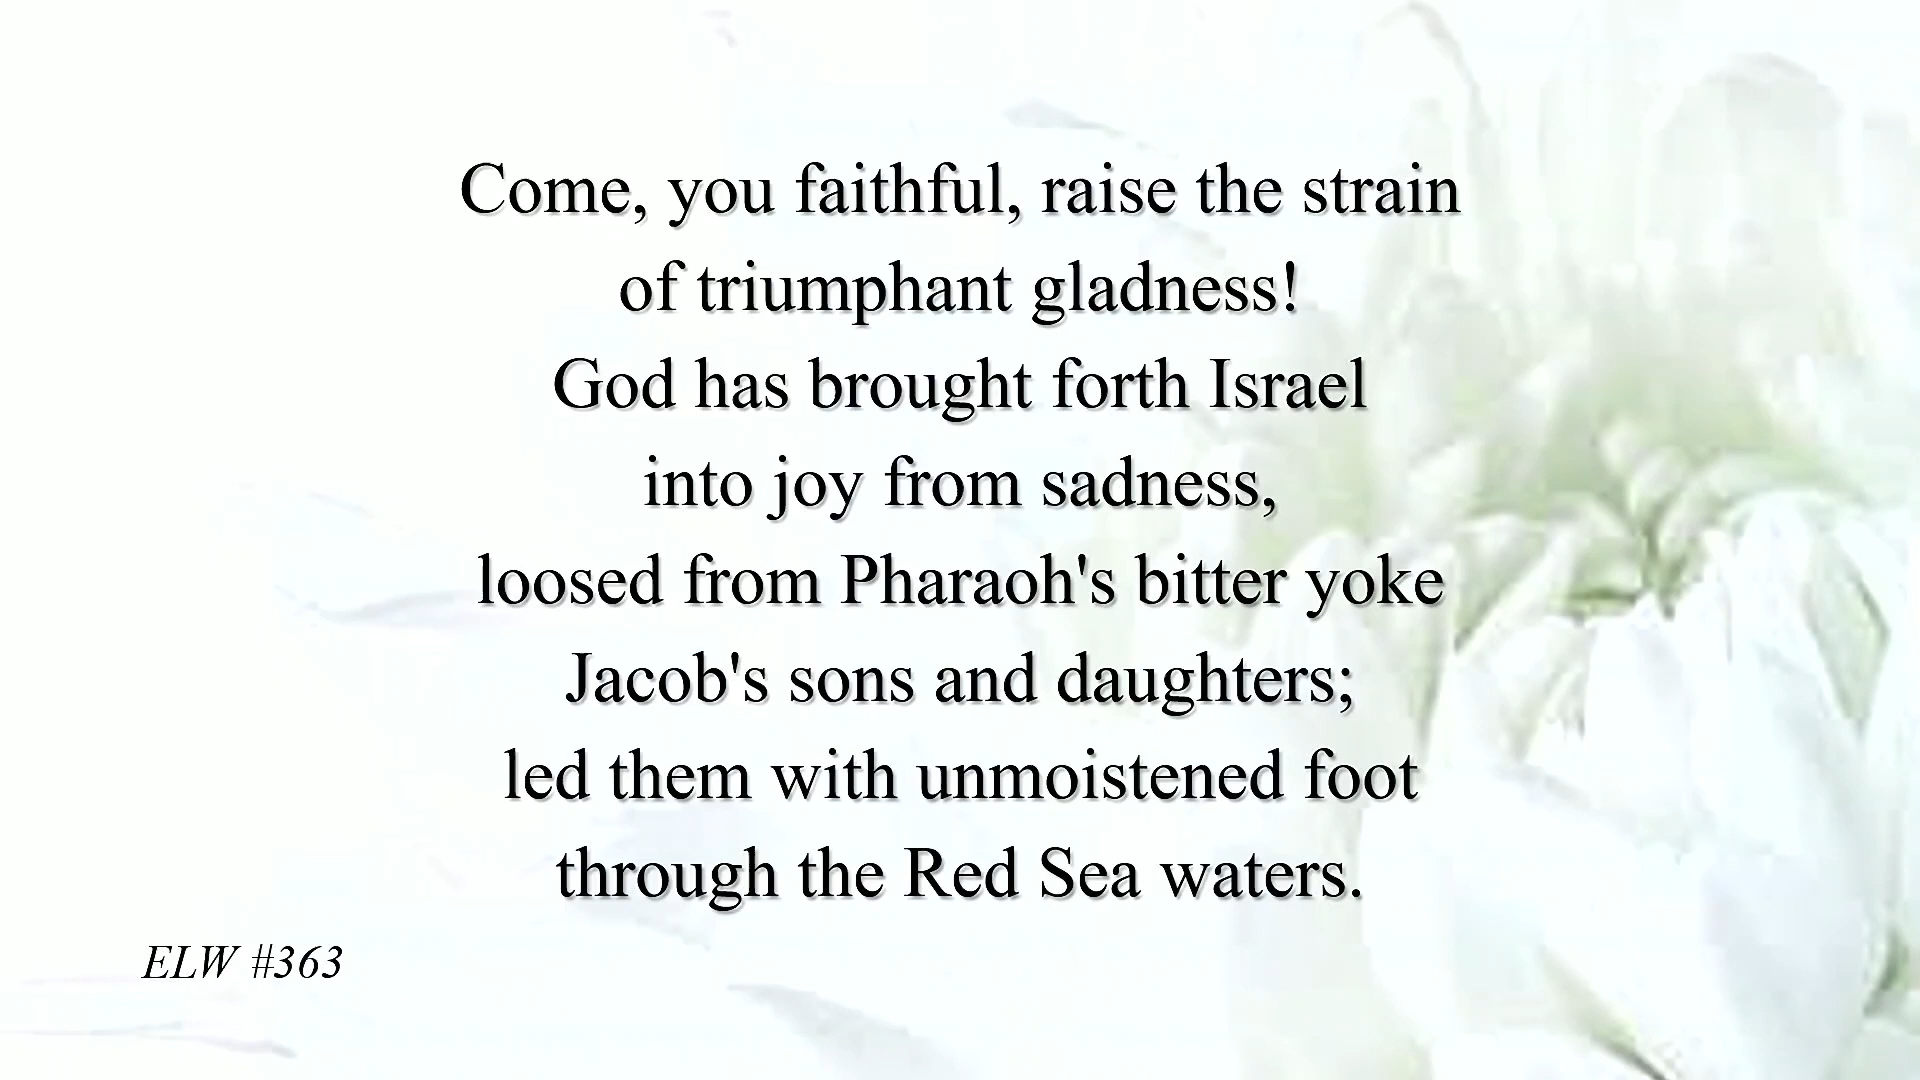 Come, you faithful, raise the strain
of triumphant gladness!
God has brought forth Israel
into joy from sadness,
loosed from Pharaoh's bitter yoke
Jacob's sons and daughters;
led them with unmoistened foot
through the Red Sea waters.
ELW #363